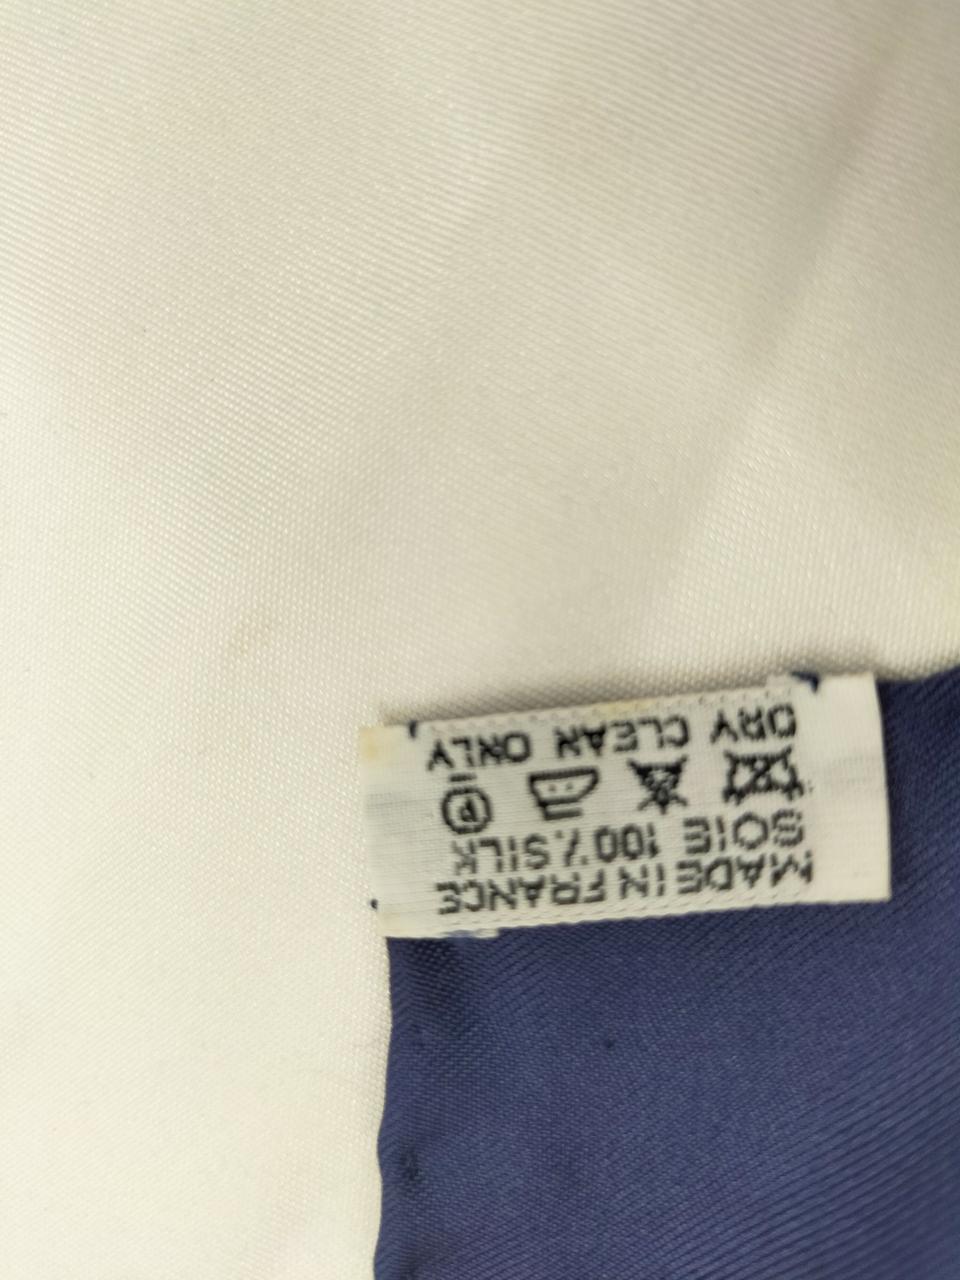 MADE IN FRANCE
SOIE 100% SILK
P
DRY CLEAN ONLY